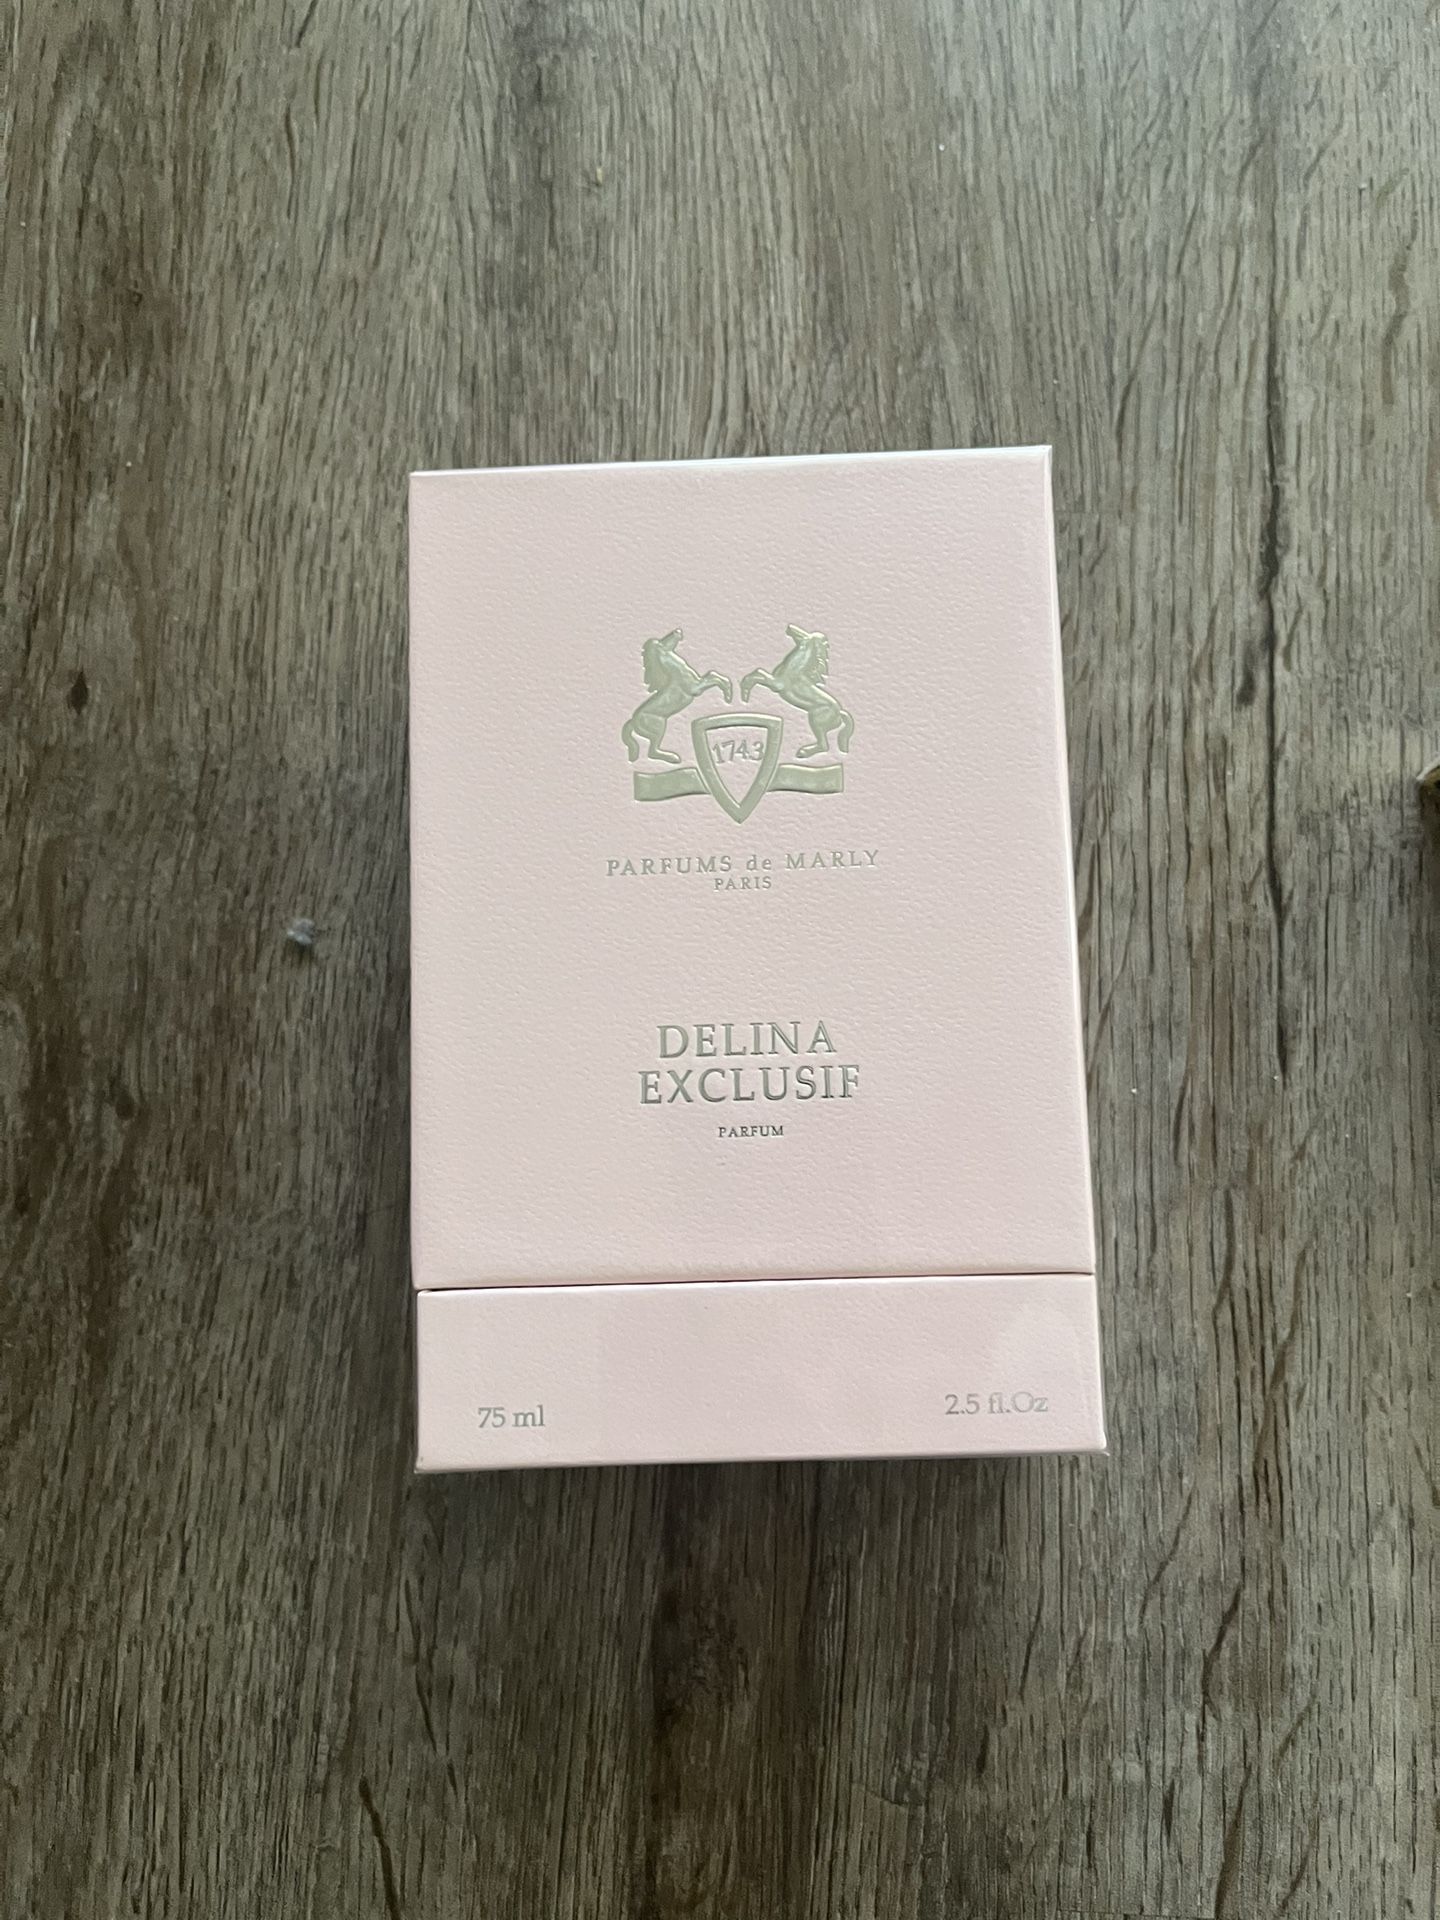 1743
PARFUMS de MARLY
PARIS
DELINA
EXCLUSIF
PARFUM
75 ml
2.5 fl.Oz